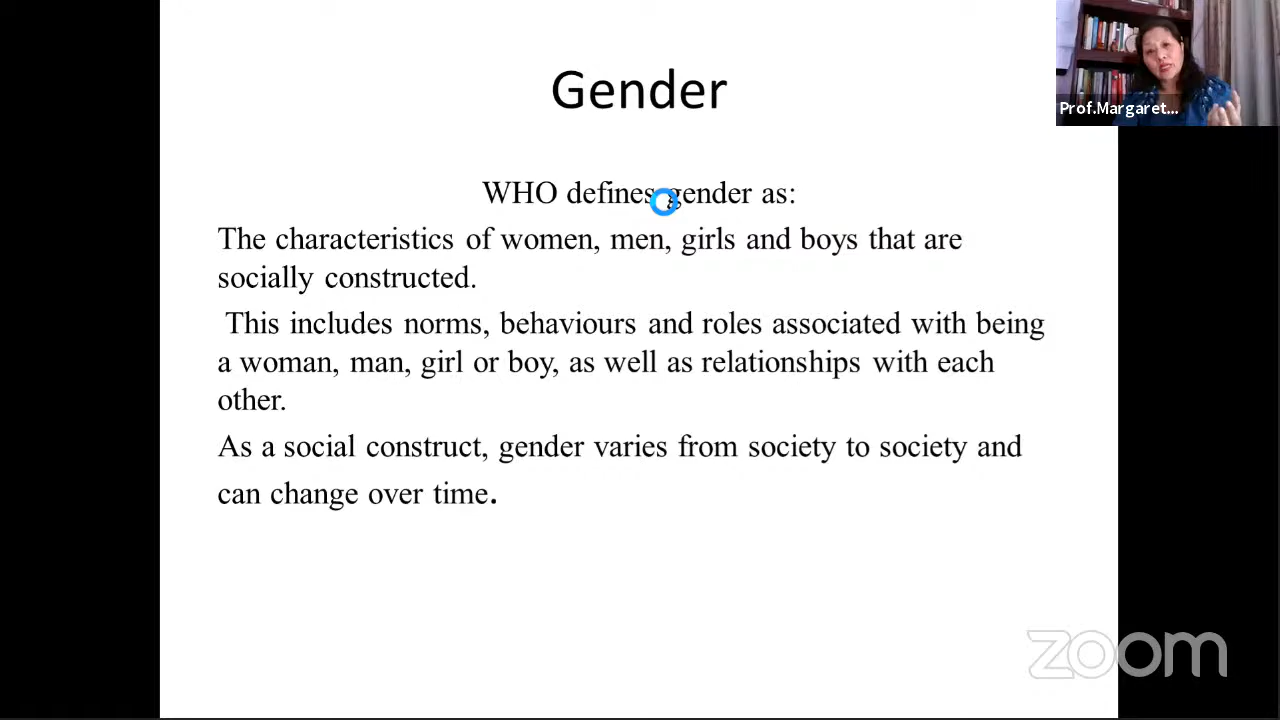 Gender
Prof.Margaret...
WHO defines gender as:
The characteristics of women, men, girls and boys that are
socially constructed.
This includes norms, behaviours and roles associated with being
a woman, man, girl or boy, as well as relationships with each
other.
As a social construct, gender varies from society to society and
can change over time.
zoom